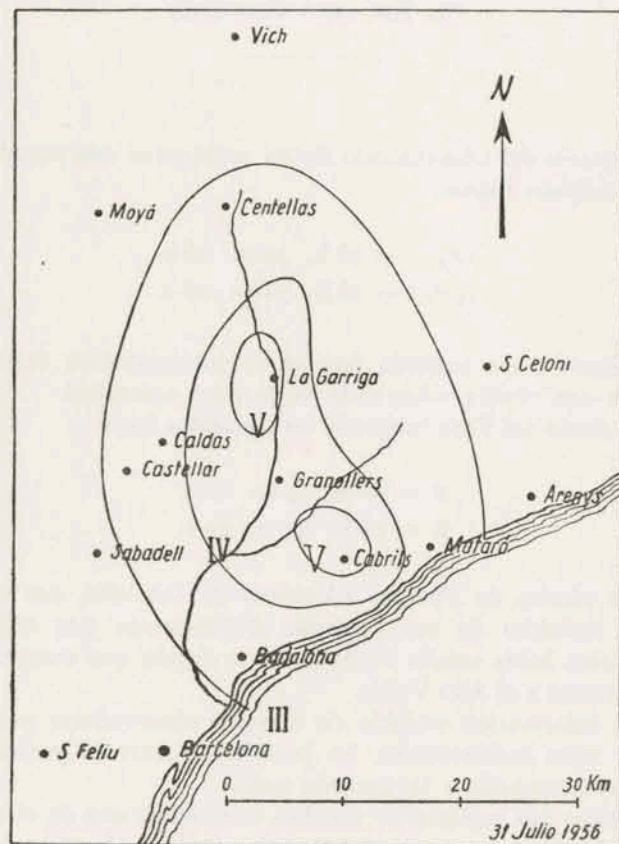 Vich
N
Moyá
Centellas
S. Celoni
La Garriga
V
Caldas
Castellar
Granollers
Arenys
Sabadell
IV
V
Cabrils
Mataró
Badalona
III
S Feliu
Barcelona
0 10 20 30 Km
31 Julio 1956